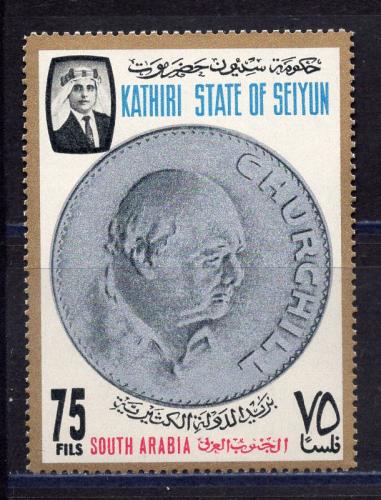 حكومة سيئون حضرموت
KATHIRI STATE OF SEIYUN
CHURCHILL
بريد الدولة الكثيرية
75 FILS
٧٥ فلسا
SOUTH ARABIA الجنوب العربي